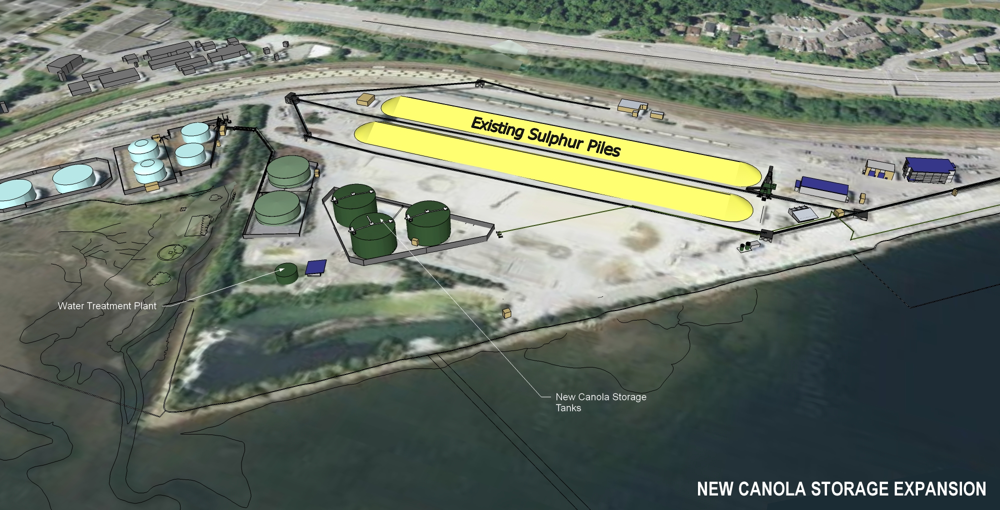 Existing Sulphur Piles
Water Treatment Plant
New Canola Storage
Tanks
NEW CANOLA STORAGE EXPANSION